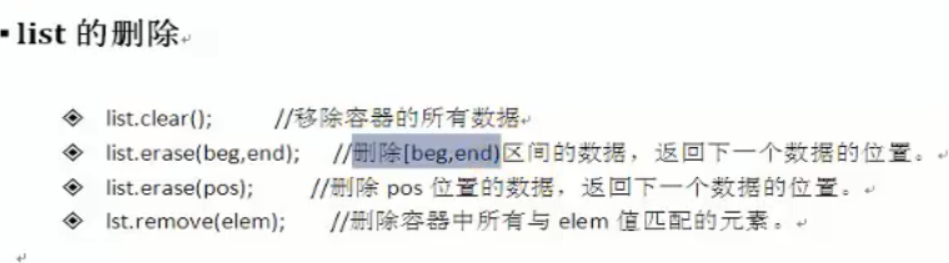 ▪list 的删除
◈ list.clear(); //移除容器的所有数据
◈ list.erase(beg,end); //删除[beg,end)区间的数据，返回下一个数据的位置。
◈ list.erase(pos); //删除 pos 位置的数据，返回下一个数据的位置。
◈ lst.remove(elem); //删除容器中所有与 elem 值匹配的元素。